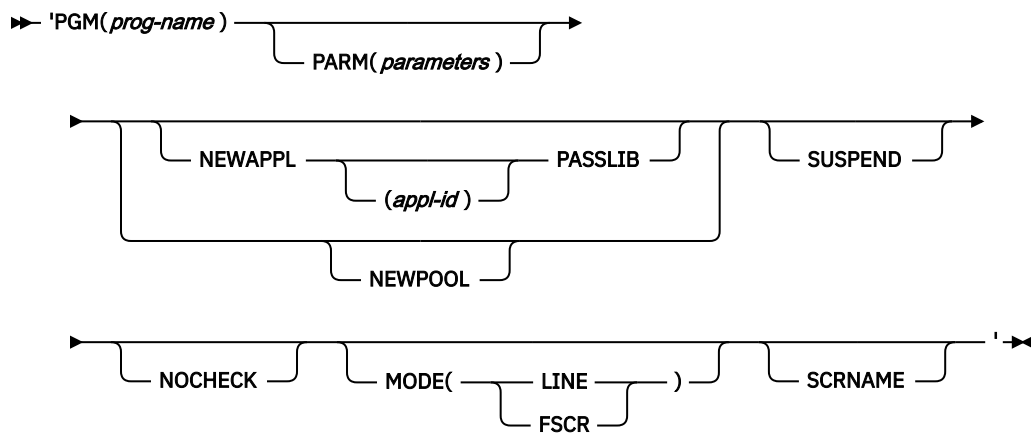 'PGM(prog-name)
PARM(parameters)
NEWAPPL PASSLIB SUSPEND
(appl-id)
NEWPOOL
'
NOCHECK MODE( LINE ) SCRNAME
FSCR